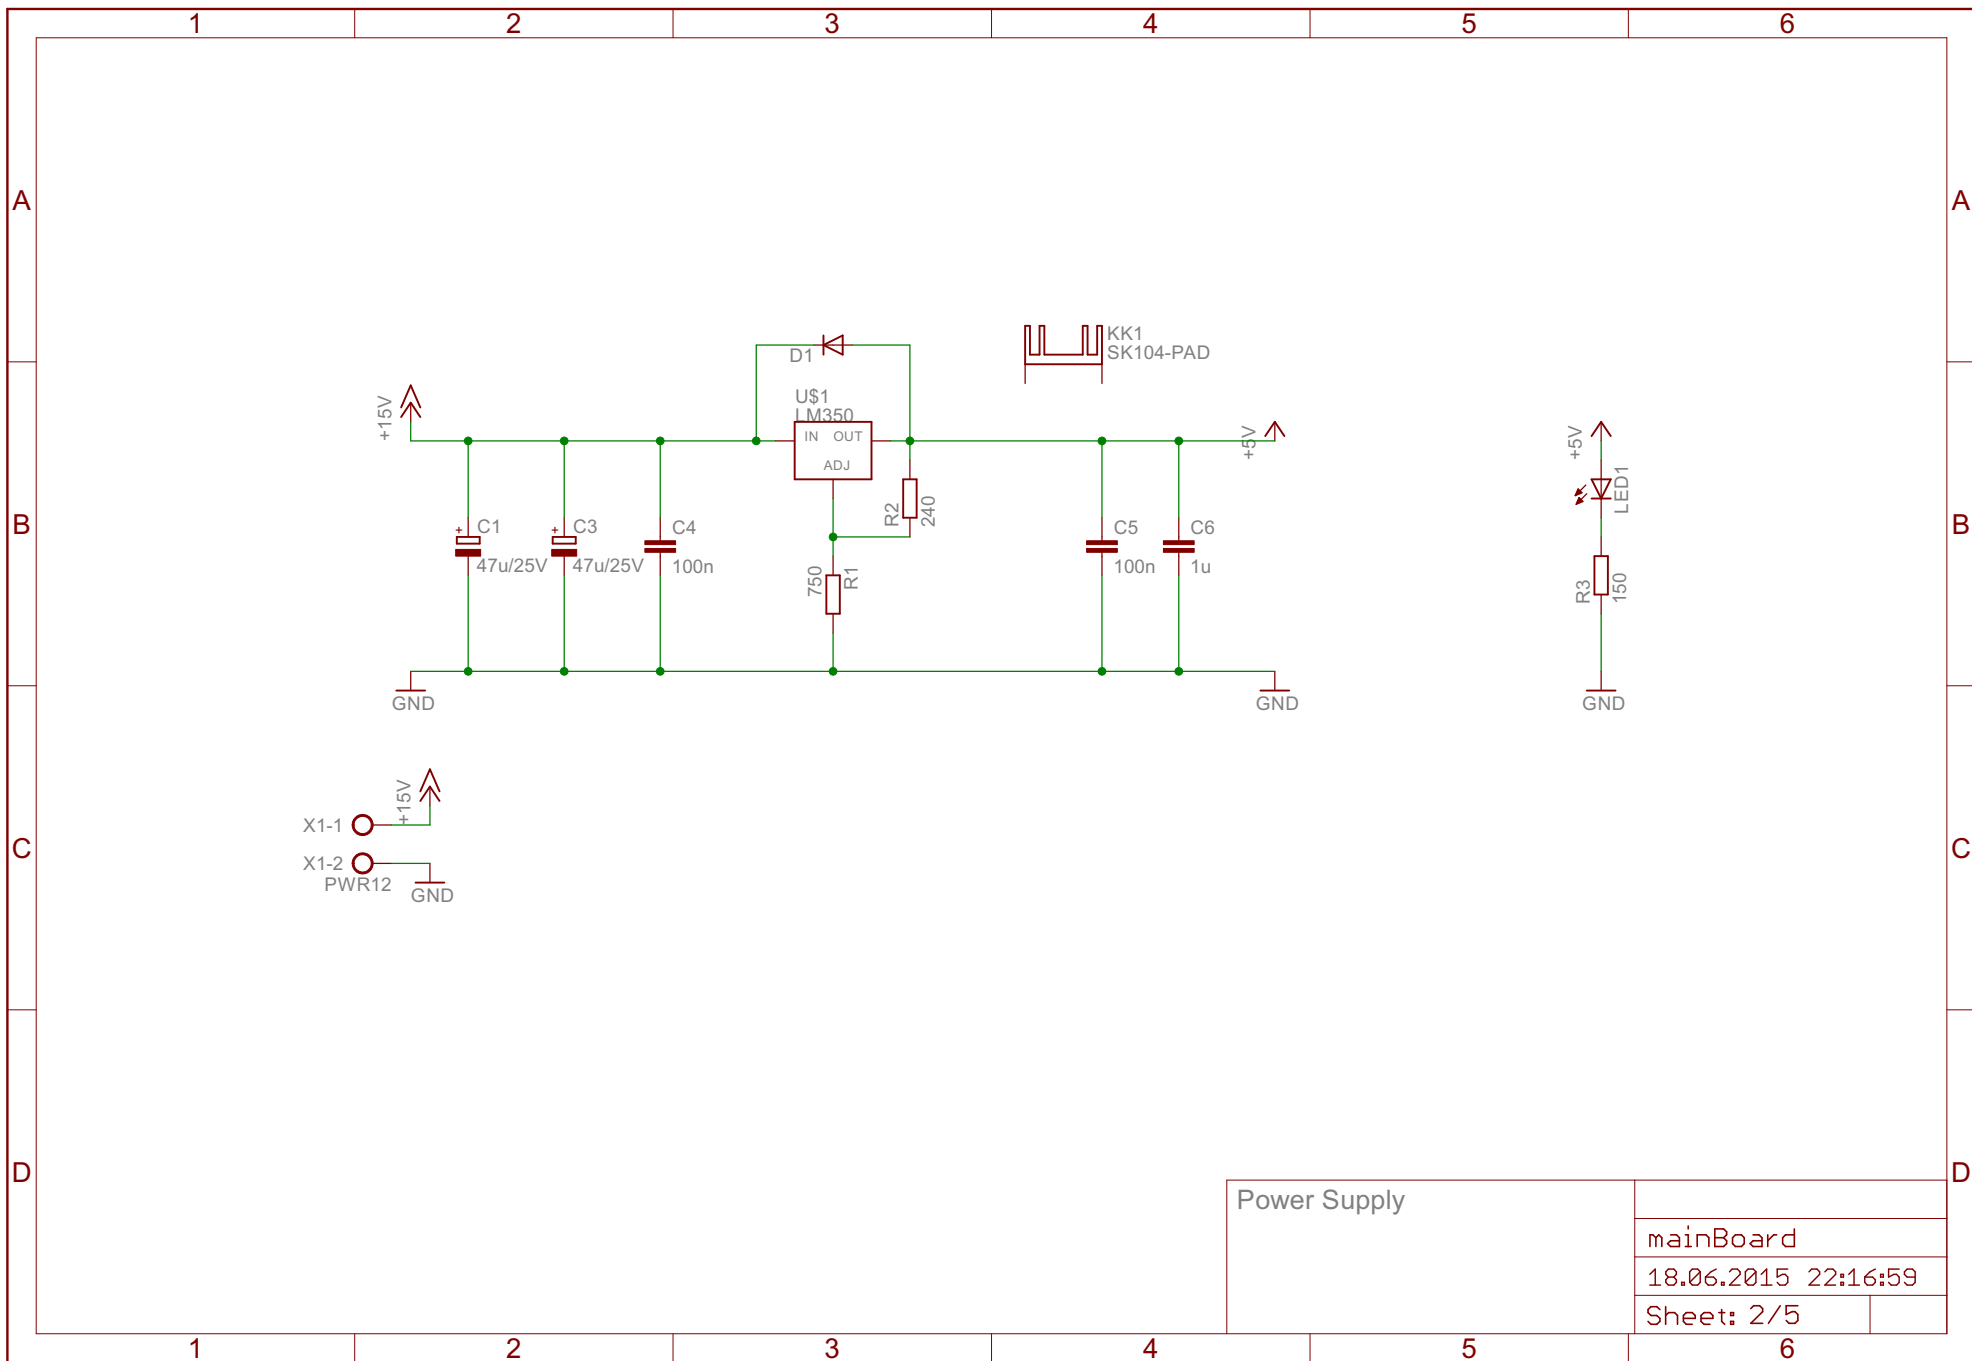 1 2 3 4 5 6
A A
KK1
D1
SK104-PAD
U$1
+15V
LM350
IN OUT
+5V
+5V
ADJ
LED1
R2
240
B B
C1
C3
C4
C5
C6
47u/25V
47u/25V
100n
750
R1
100n
1u
R3
150
GND
GND
GND
+15V
X1-1
C C
X1-2
PWR12
GND
D D
Power Supply
mainBoard
18.06.2015 22:16:59
Sheet: 2/5
1 2 3 4 5 6